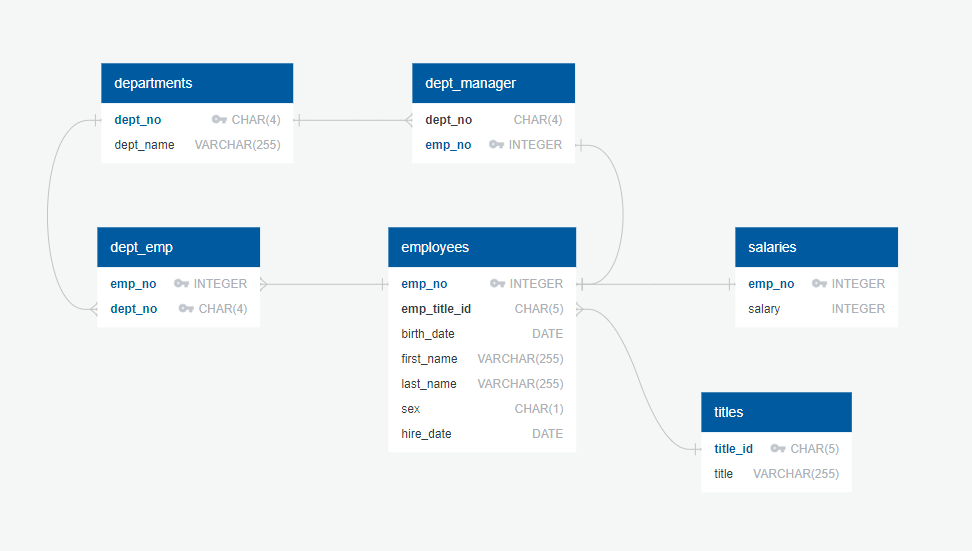 departments
dept_no CHAR(4)
dept_name VARCHAR(255)
dept_manager
dept_no CHAR(4)
emp_no INTEGER
dept_emp
emp_no INTEGER
dept_no CHAR(4)
employees
emp_no INTEGER
emp_title_id CHAR(5)
birth_date DATE
first_name VARCHAR(255)
last_name VARCHAR(255)
sex CHAR(1)
hire_date DATE
salaries
emp_no INTEGER
salary INTEGER
titles
title_id CHAR(5)
title VARCHAR(255)